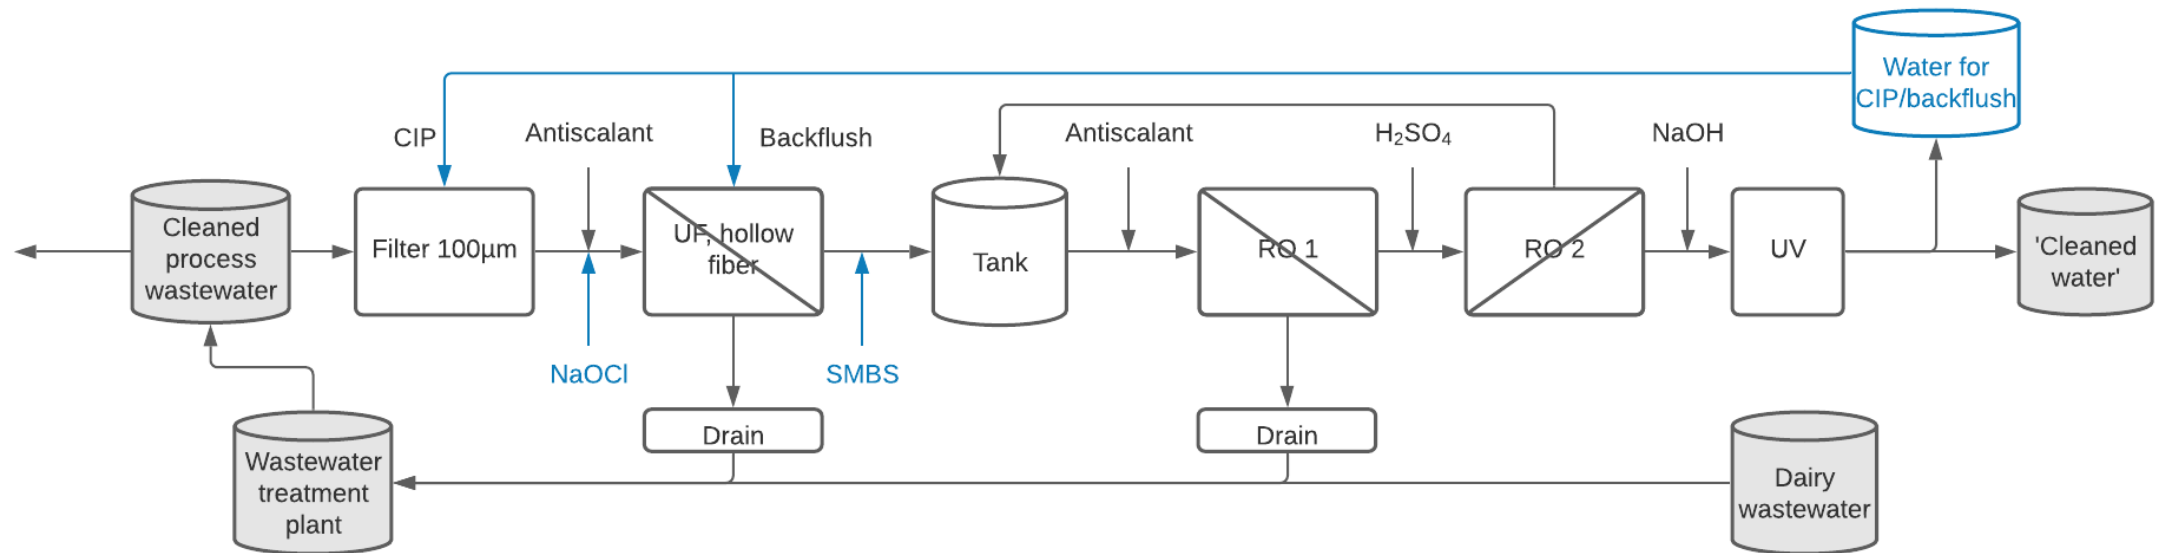 Water for
CIP/backflush
CIP
Antiscalant
Backflush
Antiscalant
H₂SO₄
NaOH
Cleaned
process
wastewater
Filter 100µm
UF, hollow
fiber
Tank
RO 1
RO 2
UV
'Cleaned
water'
NaOCl
SMBS
Drain
Drain
Wastewater
treatment
plant
Dairy
wastewater